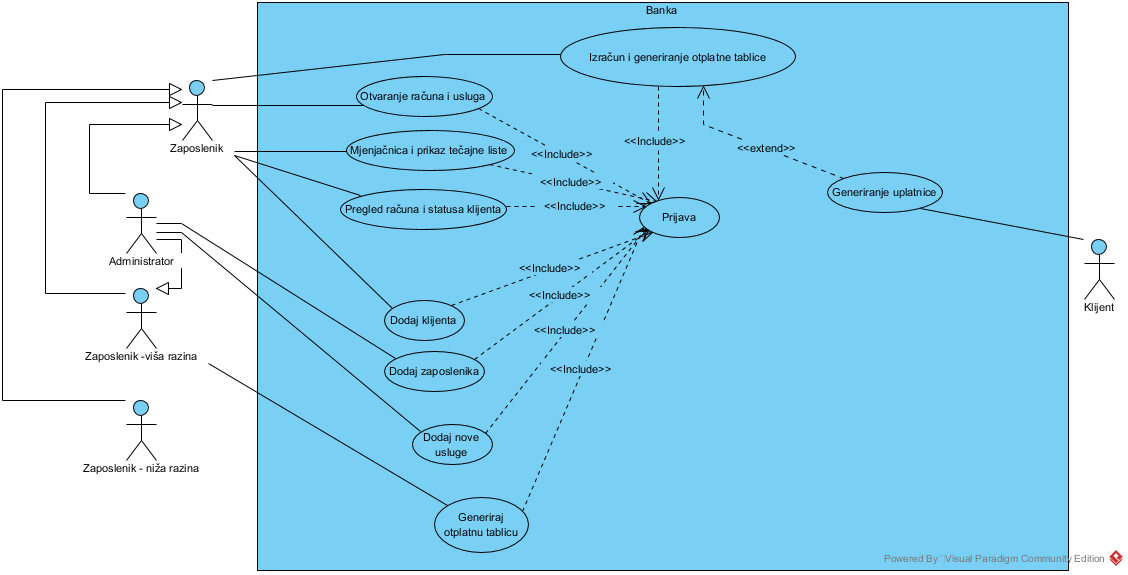 Banka
Izračun i generiranje otplatne tablice
Otvaranje računa i usluga
Zaposlenik
Mjenjačnica i prikaz tečajne liste
<<Include>>
<<Include>>
<<extend>>
<<Include>>
Generiranje uplatnice
Pregled računa i statusa klijenta
<<Include>>
Prijava
Administrator
<<Include>>
<<Include>>
Klijent
Dodaj klijenta
<<Include>>
Zaposlenik -viša razina
Dodaj zaposlenika
<<Include>>
Dodaj nove
usluge
Zaposlenik - niža razina
Generiraj
otplatnu tablicu
Powered By Visual Paradigm Community Edition